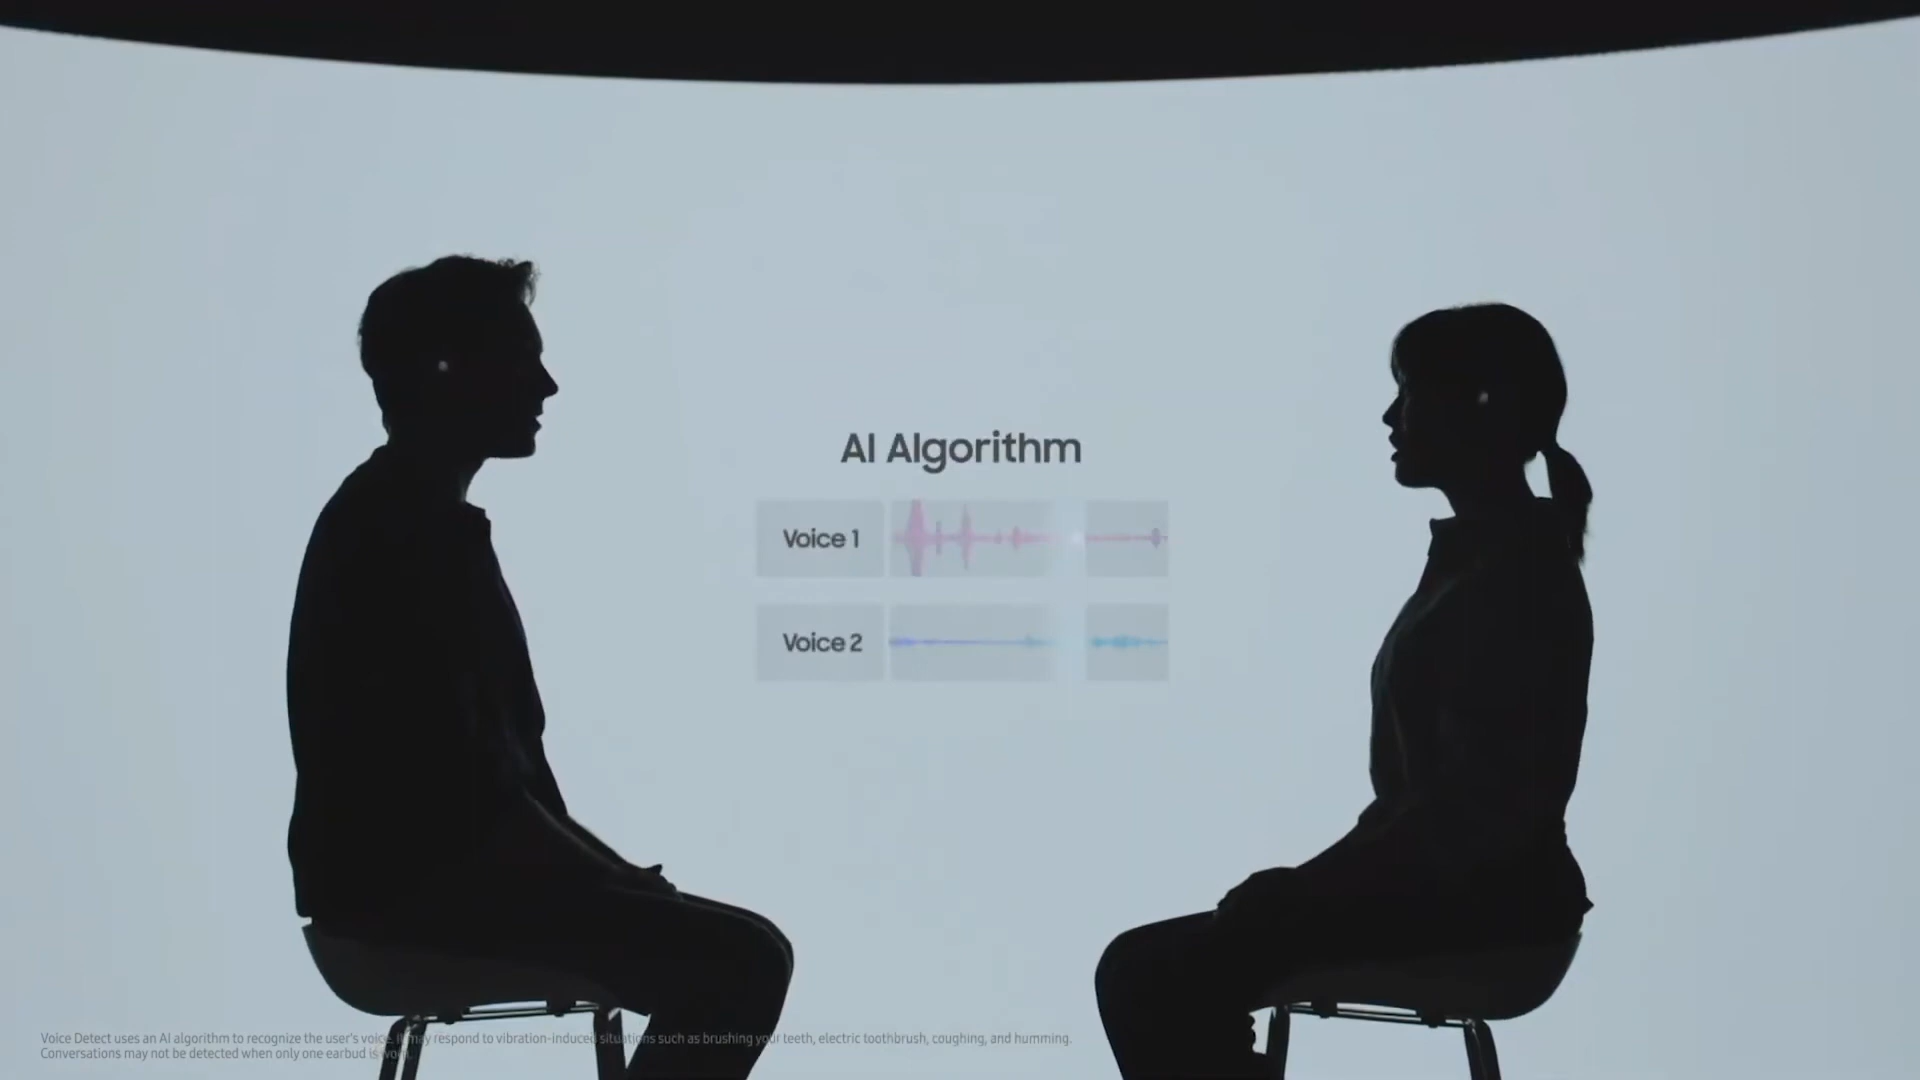 AI Algorithm
Voice 1
Voice 2
Voice Detect uses an AI algorithm to recognize the user's voice. It may respond to vibration-induced situations such as brushing your teeth, electric toothbrush, coughing, and humming.
Conversations may not be detected when only one earbud is worn.